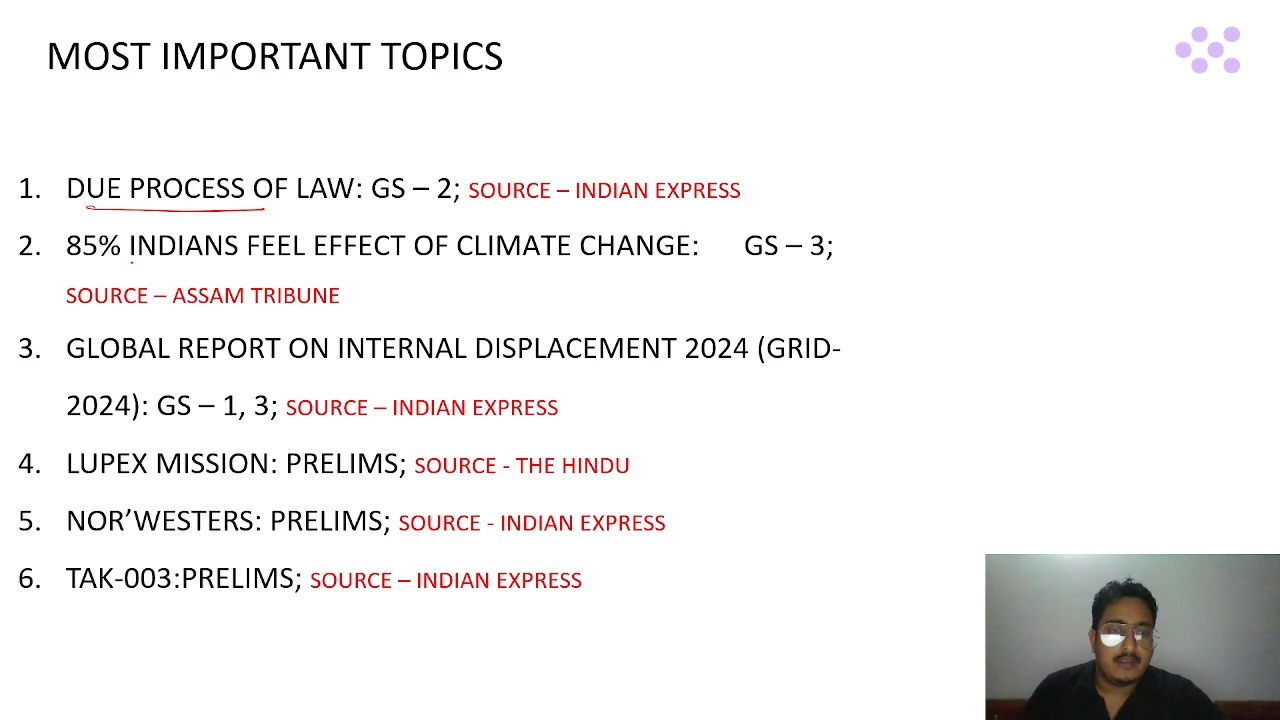 MOST IMPORTANT TOPICS
1. DUE PROCESS OF LAW: GS – 2; SOURCE – INDIAN EXPRESS
2. 85% INDIANS FEEL EFFECT OF CLIMATE CHANGE: GS – 3;
SOURCE – ASSAM TRIBUNE
3. GLOBAL REPORT ON INTERNAL DISPLACEMENT 2024 (GRID-
2024): GS – 1, 3; SOURCE – INDIAN EXPRESS
4. LUPEX MISSION: PRELIMS; SOURCE - THE HINDU
5. NOR’WESTERS: PRELIMS; SOURCE - INDIAN EXPRESS
6. TAK-003:PRELIMS; SOURCE – INDIAN EXPRESS